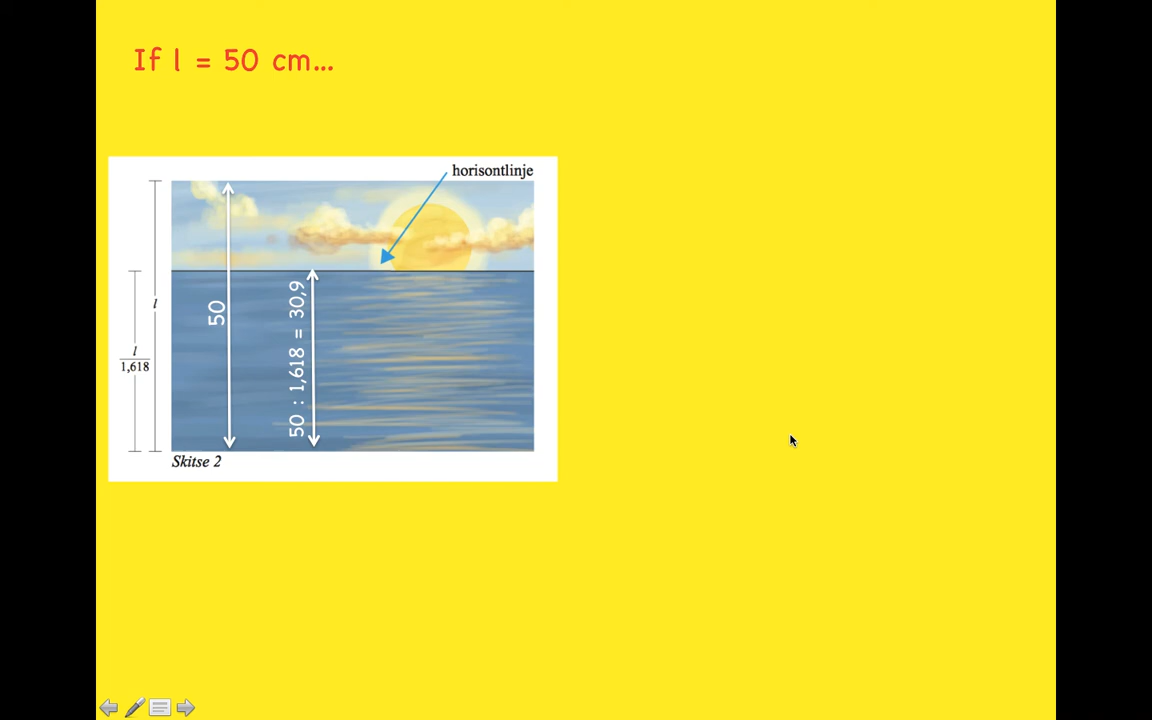 If l = 50 cm...
horisontlinje
50
50 : 1,618 = 30,9
l
l
1,618
Skitse 2